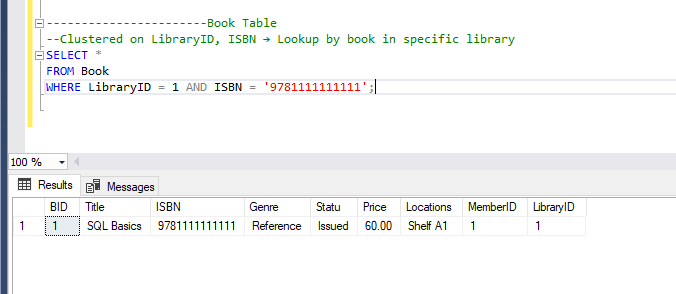 -----------------------Book Table
--Clustered on LibraryID, ISBN → Lookup by book in specific library
SELECT *
FROM Book
WHERE LibraryID = 1 AND ISBN = '9781111111111';
100 %
Results Messages
BID Title ISBN Genre Statu Price Locations MemberID LibraryID
1 1 SQL Basics 9781111111111 Reference Issued 60.00 Shelf A1 1 1